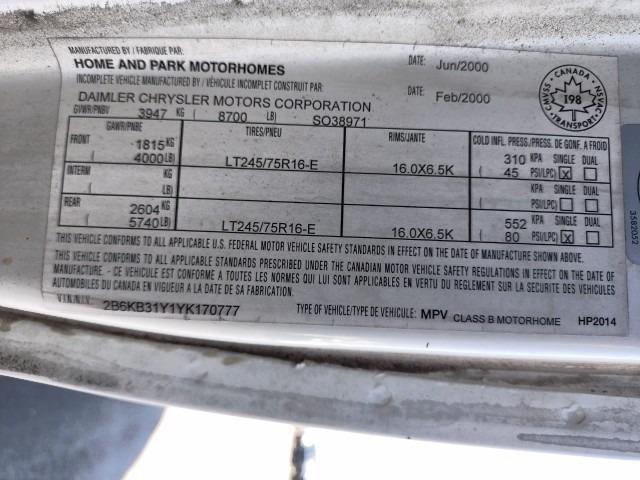 MANUFACTURED BY / FABRIQUE PAR:
HOME AND PARK MOTORHOMES DATE: Jun/2000
INCOMPLETE VEHICLE MANUFACTURED BY / VÉHICULE INCOMPLET CONSTRUIT PAR:
DAIMLER CHRYSLER MOTORS CORPORATION DATE: Feb/2000
GVWR/PNBV 3947 KG ( 8700 LB) SO38971
CANADA
CMVSS 198 NSVAC
TRANSPORT
GAWR/PNBE TIRES/PNEU RIMS/JANTE COLD INFL. PRESS./PRESS. DE GONF. A FROID
FRONT 1815 KG 310 KPA SINGLE DUAL
( 4000 LB) LT245/75R16-E 16.0X6.5K ( 45 PSI/LPC) X
INTERM KG KPA SINGLE DUAL
( LB) ( PSI/LPC)
REAR 2604 KG 552 KPA SINGLE DUAL
( 5740 LB) LT245/75R16-E 16.0X6.5K ( 80 PSI/LPC) X
THIS VEHICLE CONFORMS TO ALL APPLICABLE U.S. FEDERAL MOTOR VEHICLE SAFETY STANDARDS IN EFFECT ON THE DATE OF MANUFACTURE SHOWN ABOVE.
THIS VEHICLE CONFORMS TO ALL APPLICABLE STANDARDS PRESCRIBED UNDER THE CANADIAN MOTOR VEHICLE SAFETY REGULATIONS IN EFFECT ON THE DATE OF
MANUFACTURE. CE VÉHICULE EST CONFORME A TOUTES LES NORMES QUI LUI SONT APPLICABLES EN VERTU DU REGLEMENT SUR LA SECURITE DES VEHICULES
AUTOMOBILES DU CANADA EN VIGUEUR A LA DATE DE SA FABRICATION.
V.I.N./N.I.V. 2B6KB31Y1YK170777 TYPE OF VEHICLE/TYPE DE VÉHICULE: MPV CLASS B MOTORHOME HP2014
3582052